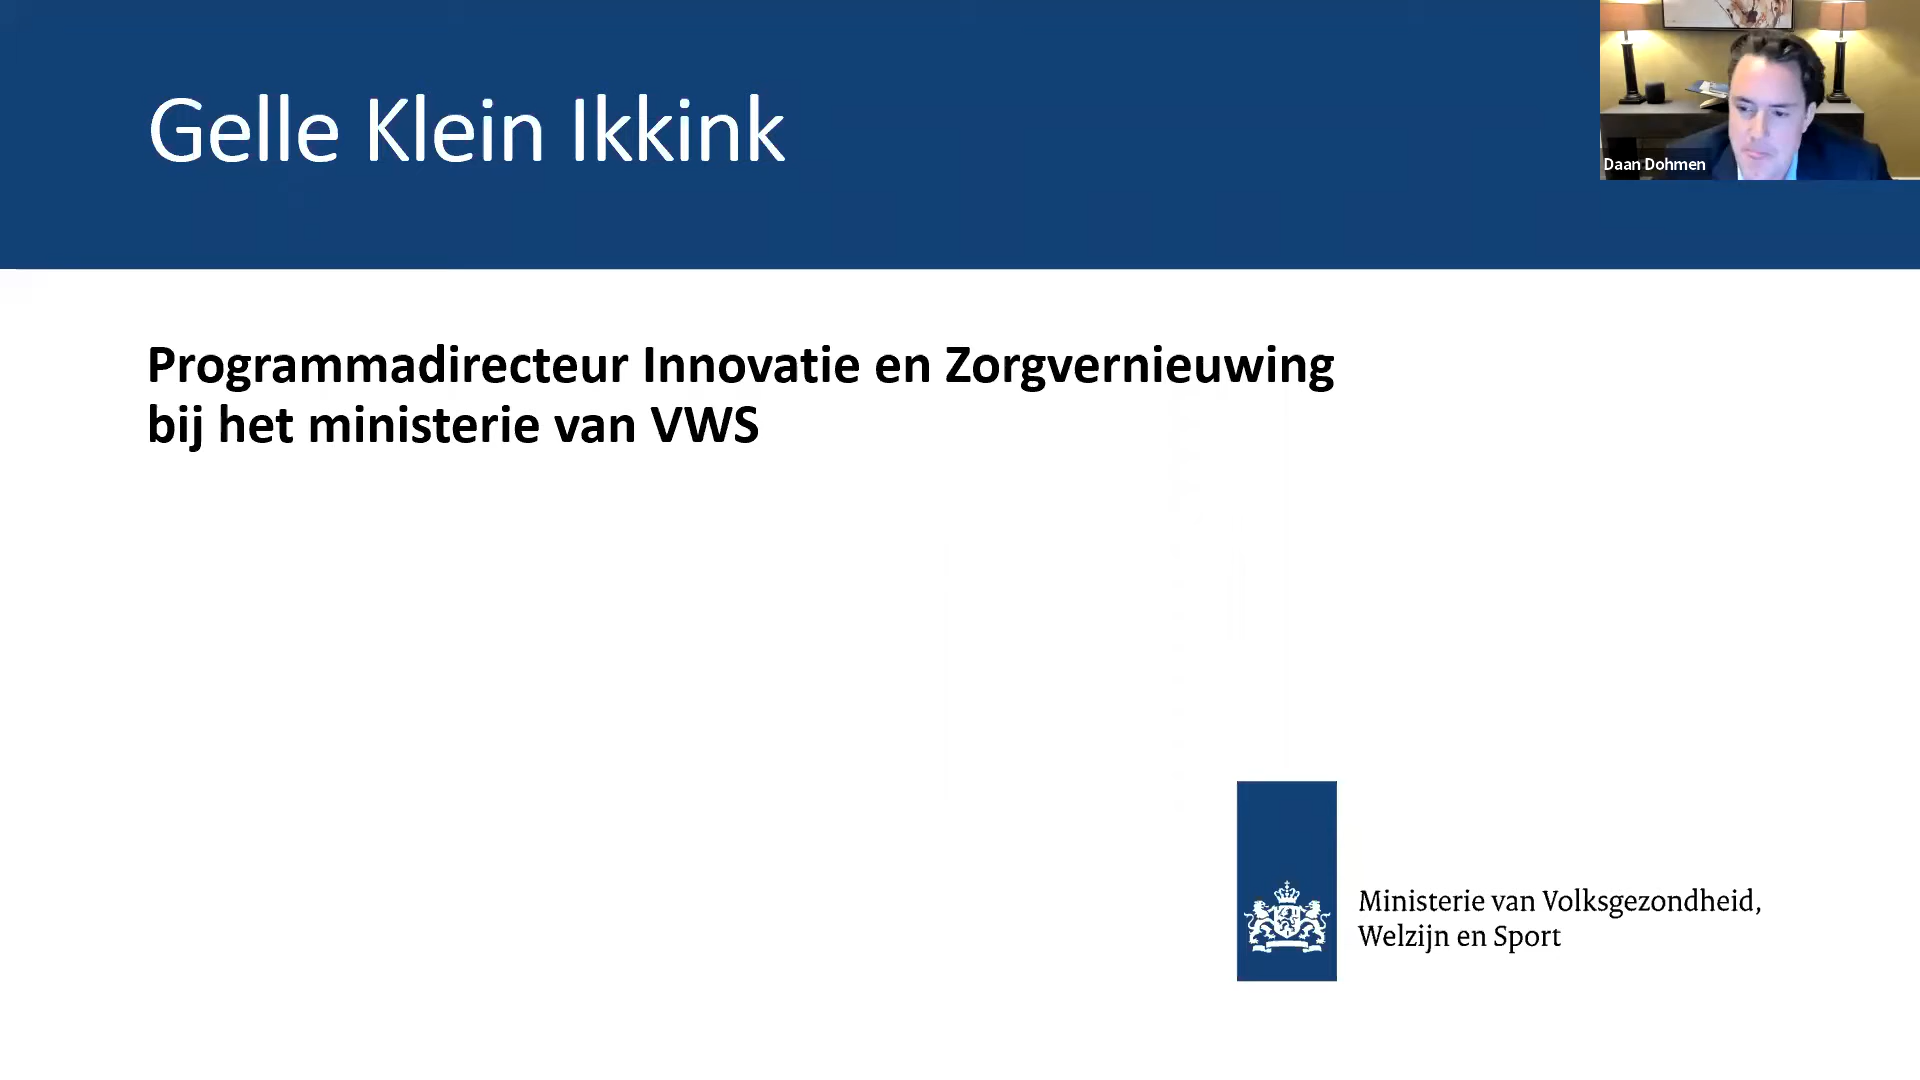 Gelle Klein Ikkink
Daan Dohmen
Programmadirecteur Innovatie en Zorgvernieuwing
bij het ministerie van VWS
Ministerie van Volksgezondheid,
Welzijn en Sport